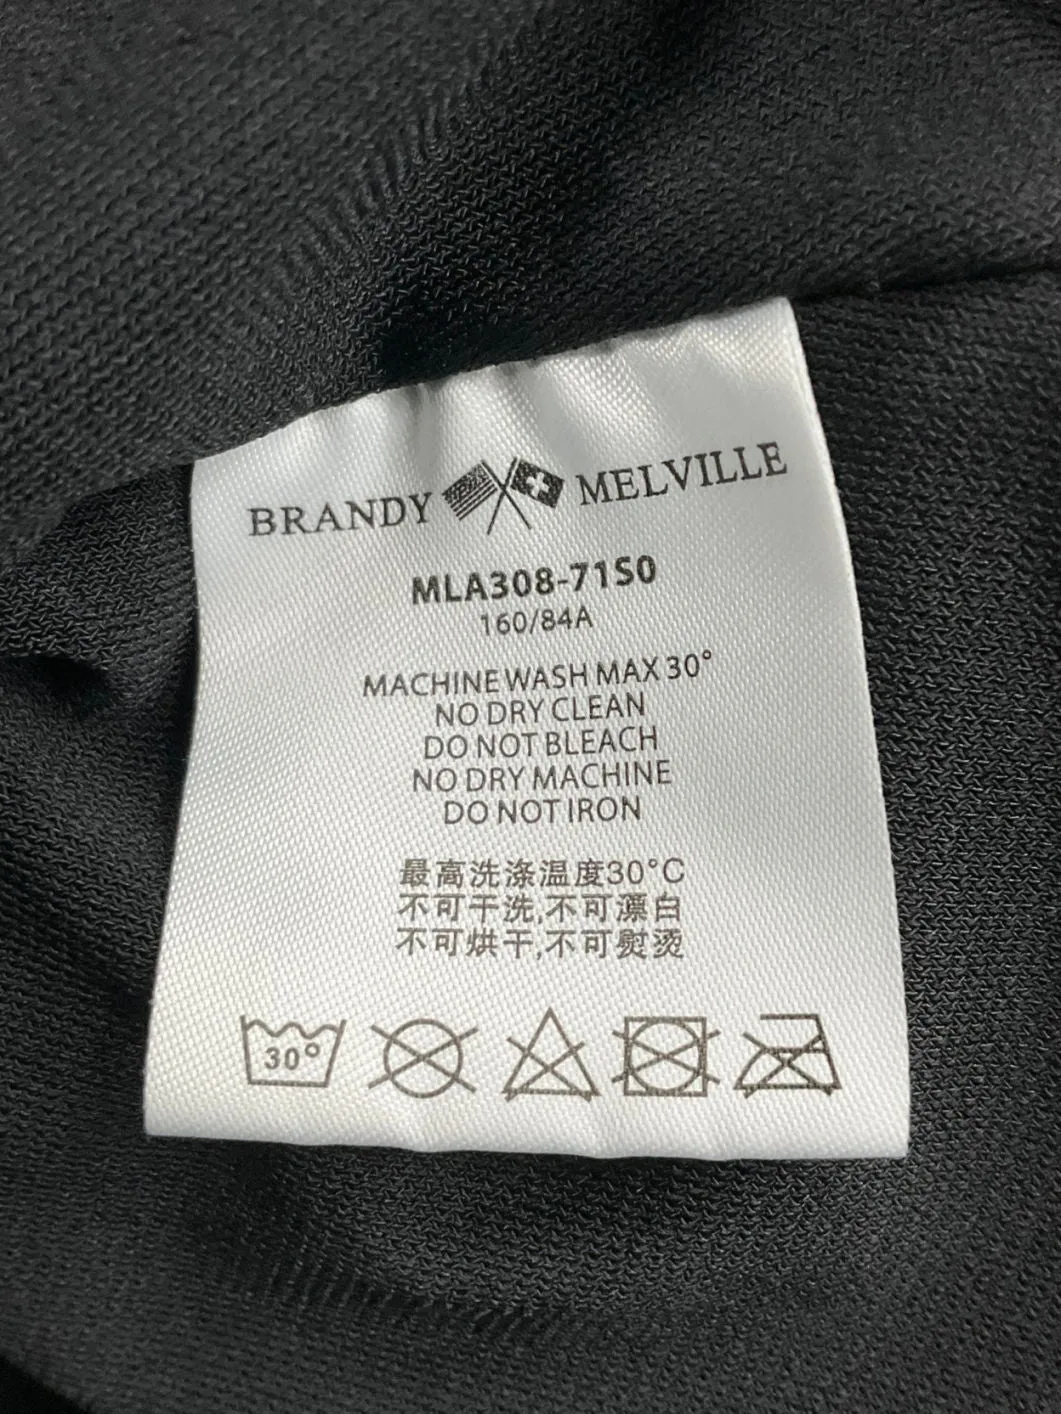 BRANDY MELVILLE
MLA308-71S0
160/84A
MACHINE WASH MAX 30°
NO DRY CLEAN
DO NOT BLEACH
NO DRY MACHINE
DO NOT IRON
最高洗涤温度30°C
不可干洗,不可漂白
不可烘干,不可熨烫
30°